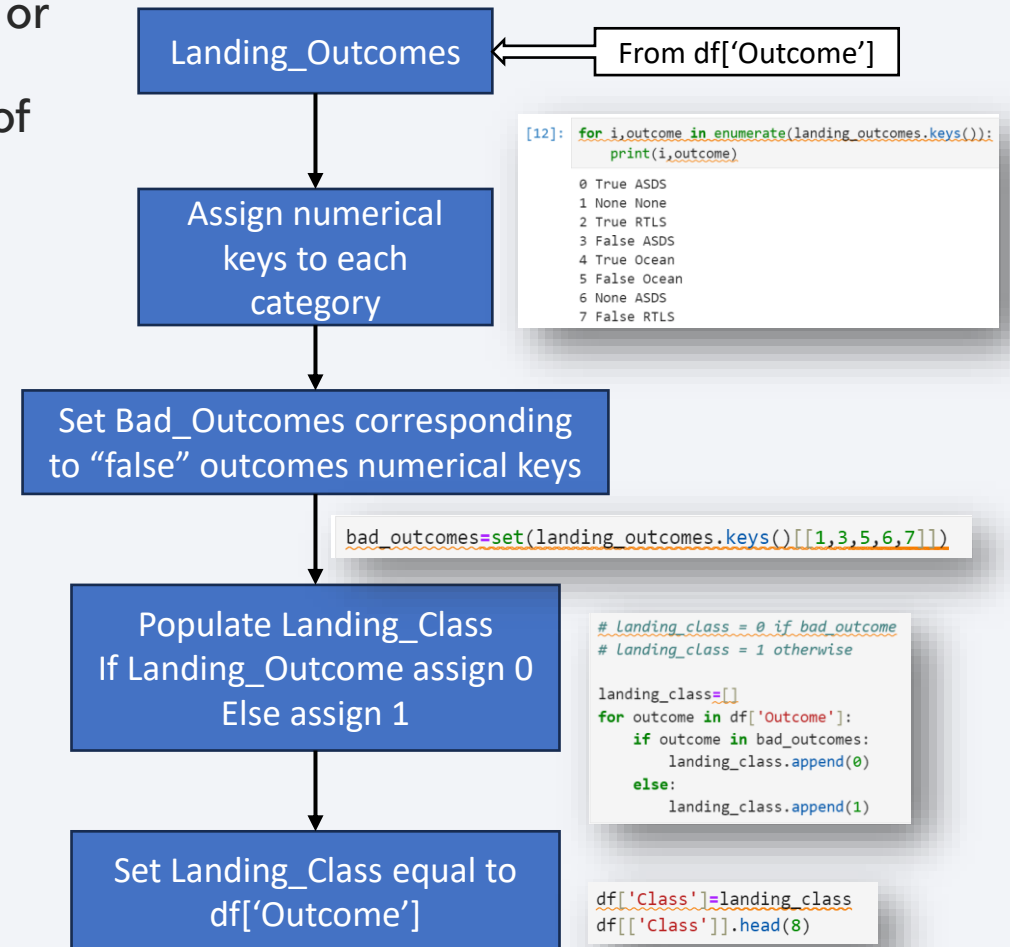 or
of
Landing_Outcomes
From df[‘Outcome’]
[12]: for i,outcome in enumerate(landing_outcomes.keys()):
    print(i,outcome)
0 True ASDS
1 None None
2 True RTLS
3 False ASDS
4 True Ocean
5 False Ocean
6 None ASDS
7 False RTLS
Assign numerical
keys to each
category
Set Bad_Outcomes corresponding
to “false” outcomes numerical keys
bad_outcomes=set(landing_outcomes.keys()[[1,3,5,6,7]])
Populate Landing_Class
If Landing_Outcome assign 0
Else assign 1
# landing_class = 0 if bad_outcome
# landing_class = 1 otherwise
landing_class=[]
for outcome in df['Outcome']:
    if outcome in bad_outcomes:
        landing_class.append(0)
    else:
        landing_class.append(1)
Set Landing_Class equal to
df[‘Outcome’]
df['Class']=landing_class
df[['Class']].head(8)